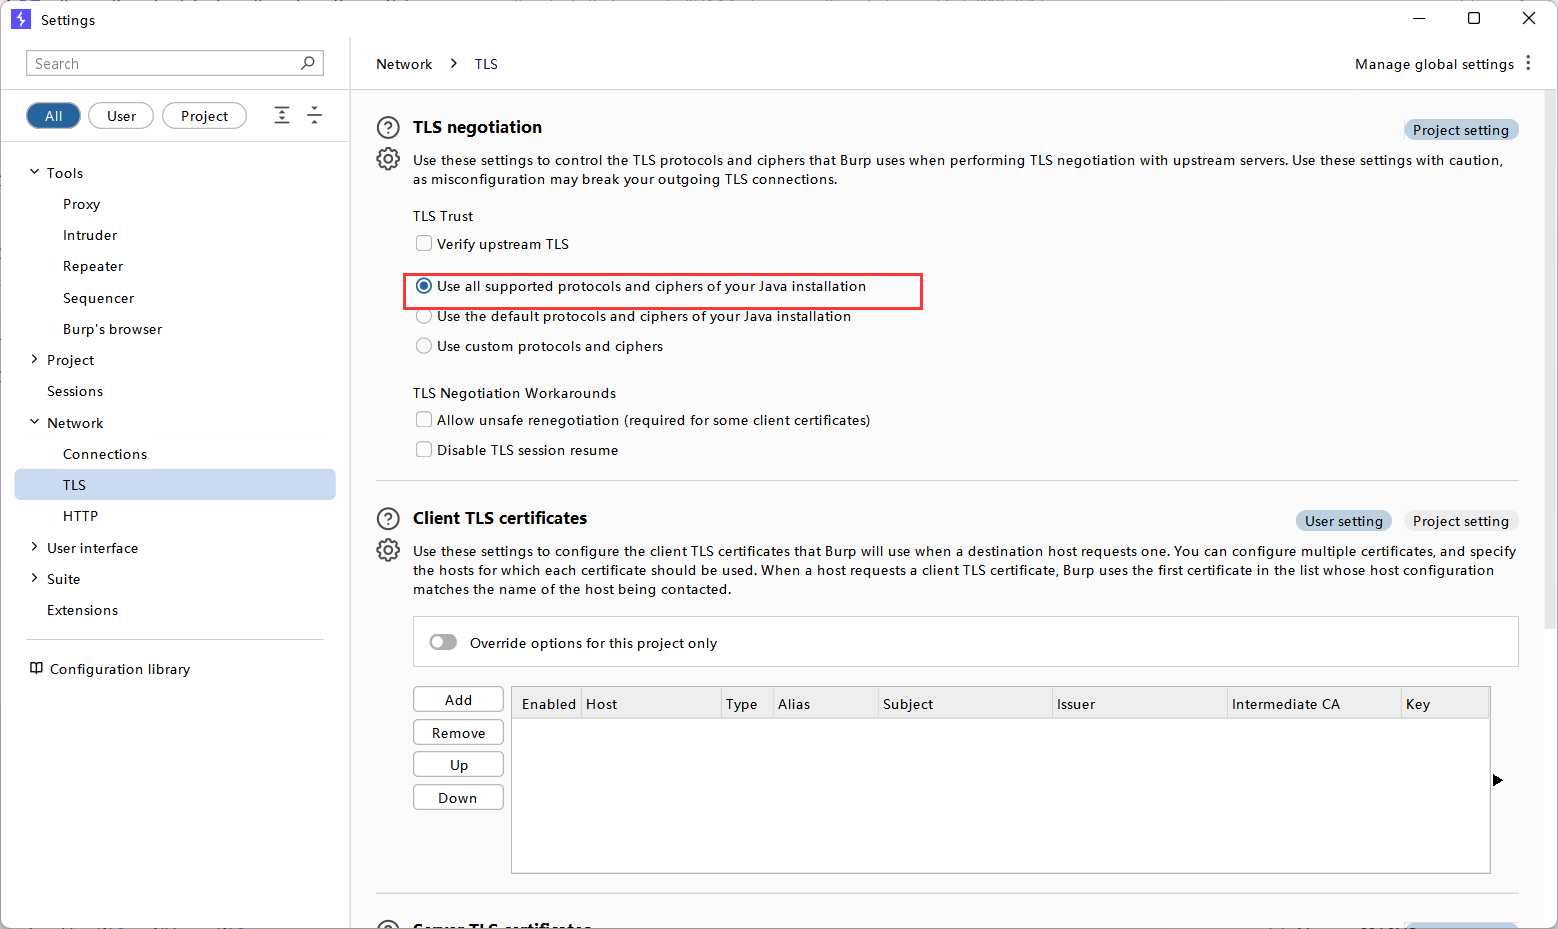 Settings
Search
All
User
Project
Tools
Proxy
Intruder
Repeater
Sequencer
Burp's browser
Project
Sessions
Network
Connections
TLS
HTTP
User interface
Suite
Extensions
Configuration library
Network > TLS
Manage global settings
TLS negotiation
Project setting
Use these settings to control the TLS protocols and ciphers that Burp uses when performing TLS negotiation with upstream servers. Use these settings with caution,
as misconfiguration may break your outgoing TLS connections.
TLS Trust
Verify upstream TLS
Use all supported protocols and ciphers of your Java installation
Use the default protocols and ciphers of your Java installation
Use custom protocols and ciphers
TLS Negotiation Workarounds
Allow unsafe renegotiation (required for some client certificates)
Disable TLS session resume
Client TLS certificates
User setting
Project setting
Use these settings to configure the client TLS certificates that Burp will use when a destination host requests one. You can configure multiple certificates, and specify
the hosts for which each certificate should be used. When a host requests a client TLS certificate, Burp uses the first certificate in the list whose host configuration
matches the name of the host being contacted.
Override options for this project only
Add
Remove
Up
Down
Enabled Host Type Alias Subject Issuer Intermediate CA Key
Server TLS certificates